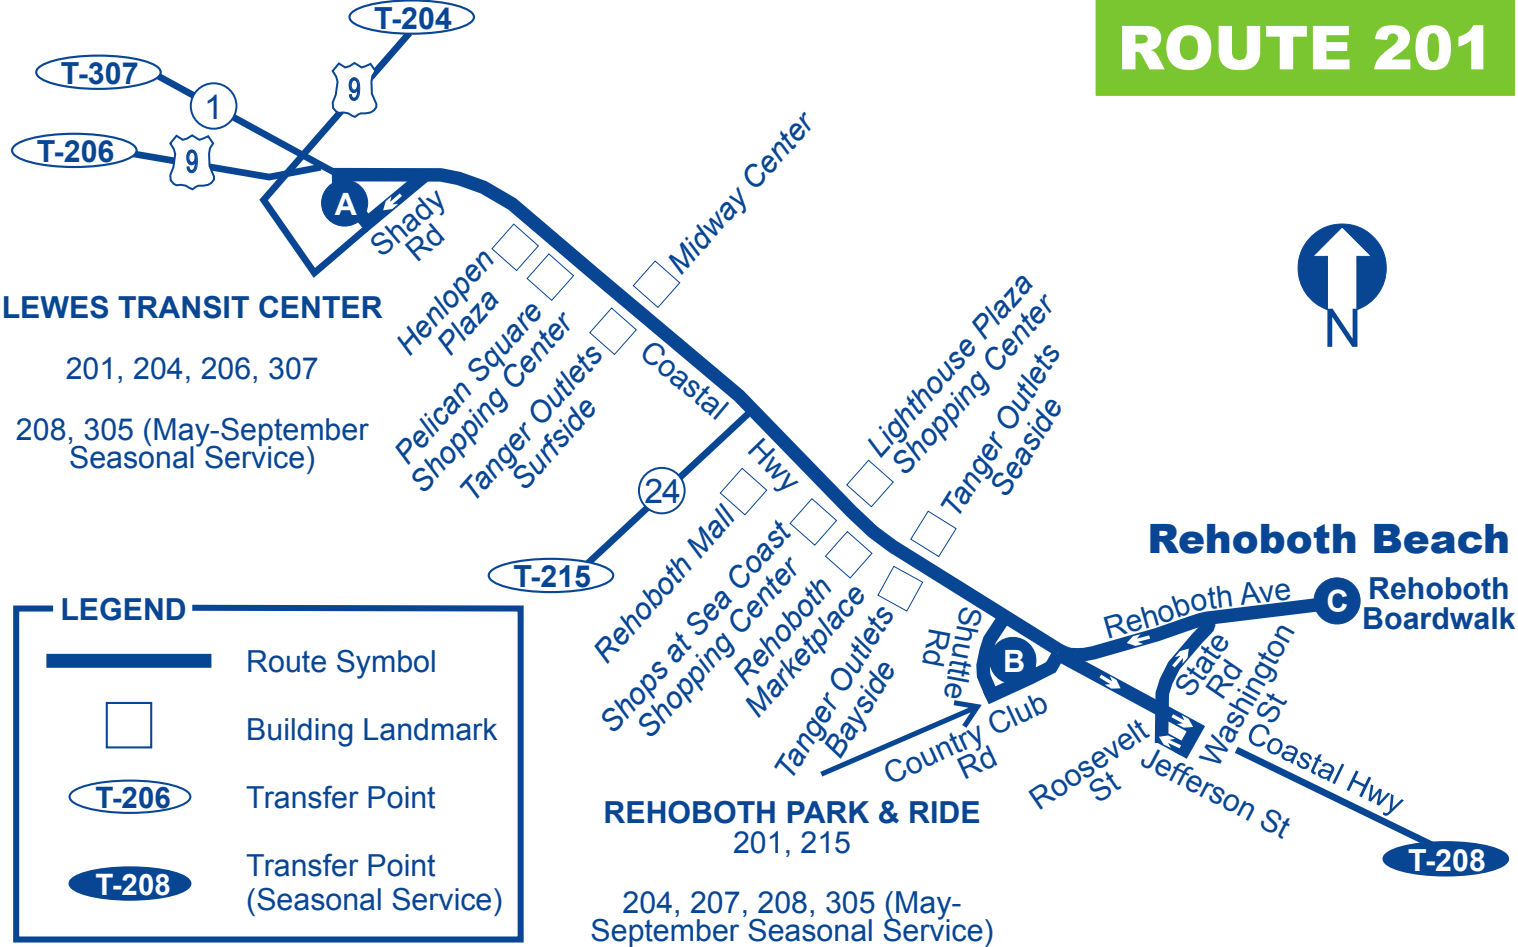 ROUTE 201
T-204
T-307
9
1
T-206
9
A
Shady
Rd
LEWES TRANSIT CENTER
201, 204, 206, 307
208, 305 (May-September
Seasonal Service)
Henlopen
Plaza
Pelican Square
Shopping Center
Tanger Outlets
Surfside
Midway Center
Coastal
Hwy
24
T-215
Lighthouse Plaza
Shopping Center
Tanger Outlets
Seaside
Rehoboth Mall
Shops at Sea Coast
Shopping Center
Rehoboth
Marketplace
Tanger Outlets
Bayside
N
Rehoboth Beach
C
Rehoboth
Boardwalk
Rehoboth Ave
Shuttle
Rd
B
State
Rd
Washington
St
Country Club
Rd
Roosevelt
St
Jefferson St
Coastal Hwy
T-208
REHOBOTH PARK & RIDE
201, 215
204, 207, 208, 305 (May-
September Seasonal Service)
LEGEND
Route Symbol
Building Landmark
T-206
Transfer Point
T-208
Transfer Point
(Seasonal Service)